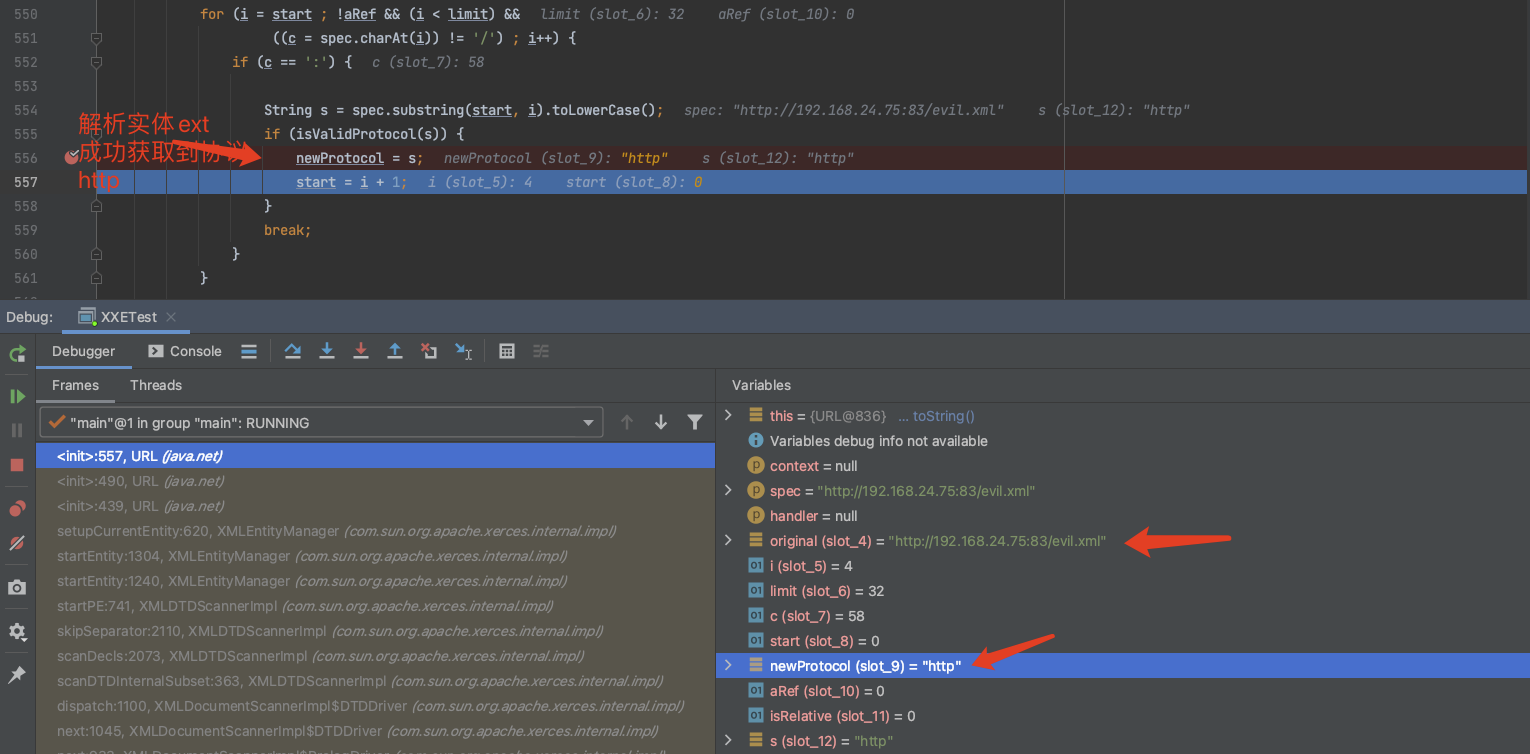 550 for (i = start ; !aRef && (i < limit) && limit (slot_6): 32 aRef (slot_10): 0
551 ((c = spec.charAt(i)) != '/') ; i++) {
552 if (c == ':') { c (slot_7): 58
553
554 String s = spec.substring(start, i).toLowerCase(); spec: "http://192.168.24.75:83/evil.xml" s (slot_12): "http"
555 if (isValidProtocol(s)) {
556 newProtocol = s; newProtocol (slot_9): "http" s (slot_12): "http"
557 start = i + 1; i (slot_5): 4 start (slot_8): 0
558 }
559 break;
560 }
561 }
解析实体 ext
成功获取到协议
http
Debug: XXETest
Debugger Console
Frames Threads
"main"@1 in group "main": RUNNING
<init>:557, URL (java.net)
<init>:490, URL (java.net)
<init>:439, URL (java.net)
setupCurrentEntity:620, XMLEntityManager (com.sun.org.apache.xerces.internal.impl)
startEntity:1304, XMLEntityManager (com.sun.org.apache.xerces.internal.impl)
startEntity:1240, XMLEntityManager (com.sun.org.apache.xerces.internal.impl)
startPE:741, XMLDTDScannerImpl (com.sun.org.apache.xerces.internal.impl)
skipSeparator:2110, XMLDTDScannerImpl (com.sun.org.apache.xerces.internal.impl)
scanDecls:2073, XMLDTDScannerImpl (com.sun.org.apache.xerces.internal.impl)
scanDTDInternalSubset:363, XMLDTDScannerImpl (com.sun.org.apache.xerces.internal.impl)
dispatch:1100, XMLDocumentScannerImpl$DTDDriver (com.sun.org.apache.xerces.internal.impl)
next:1045, XMLDocumentScannerImpl$DTDDriver (com.sun.org.apache.xerces.internal.impl)
Variables
this = {URL@836} ... toString()
Variables debug info not available
context = null
spec = "http://192.168.24.75:83/evil.xml"
handler = null
original (slot_4) = "http://192.168.24.75:83/evil.xml"
i (slot_5) = 4
limit (slot_6) = 32
c (slot_7) = 58
start (slot_8) = 0
newProtocol (slot_9) = "http"
aRef (slot_10) = 0
isRelative (slot_11) = 0
s (slot_12) = "http"